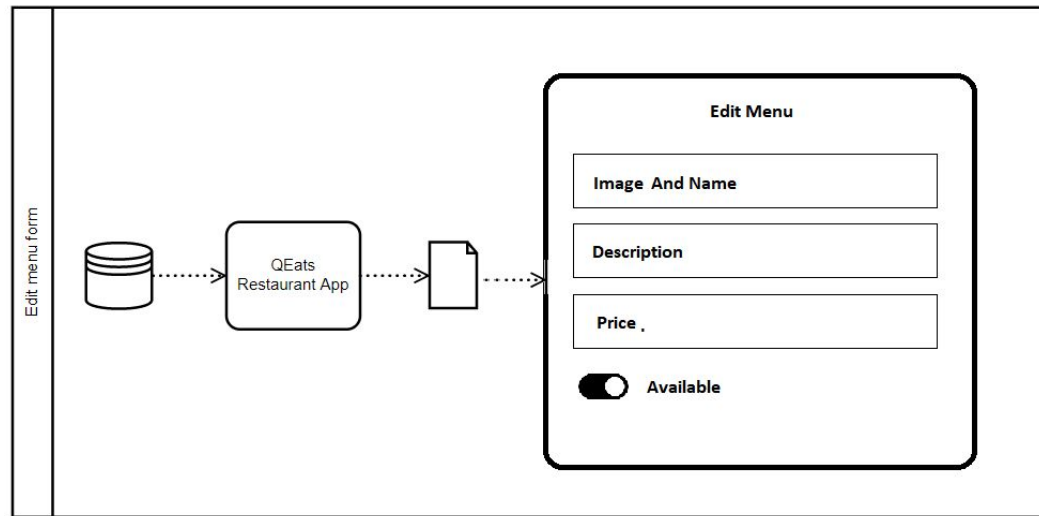 Edit menu form
QEats
Restaurant App
Edit Menu
Image And Name
Description
Price .
Available